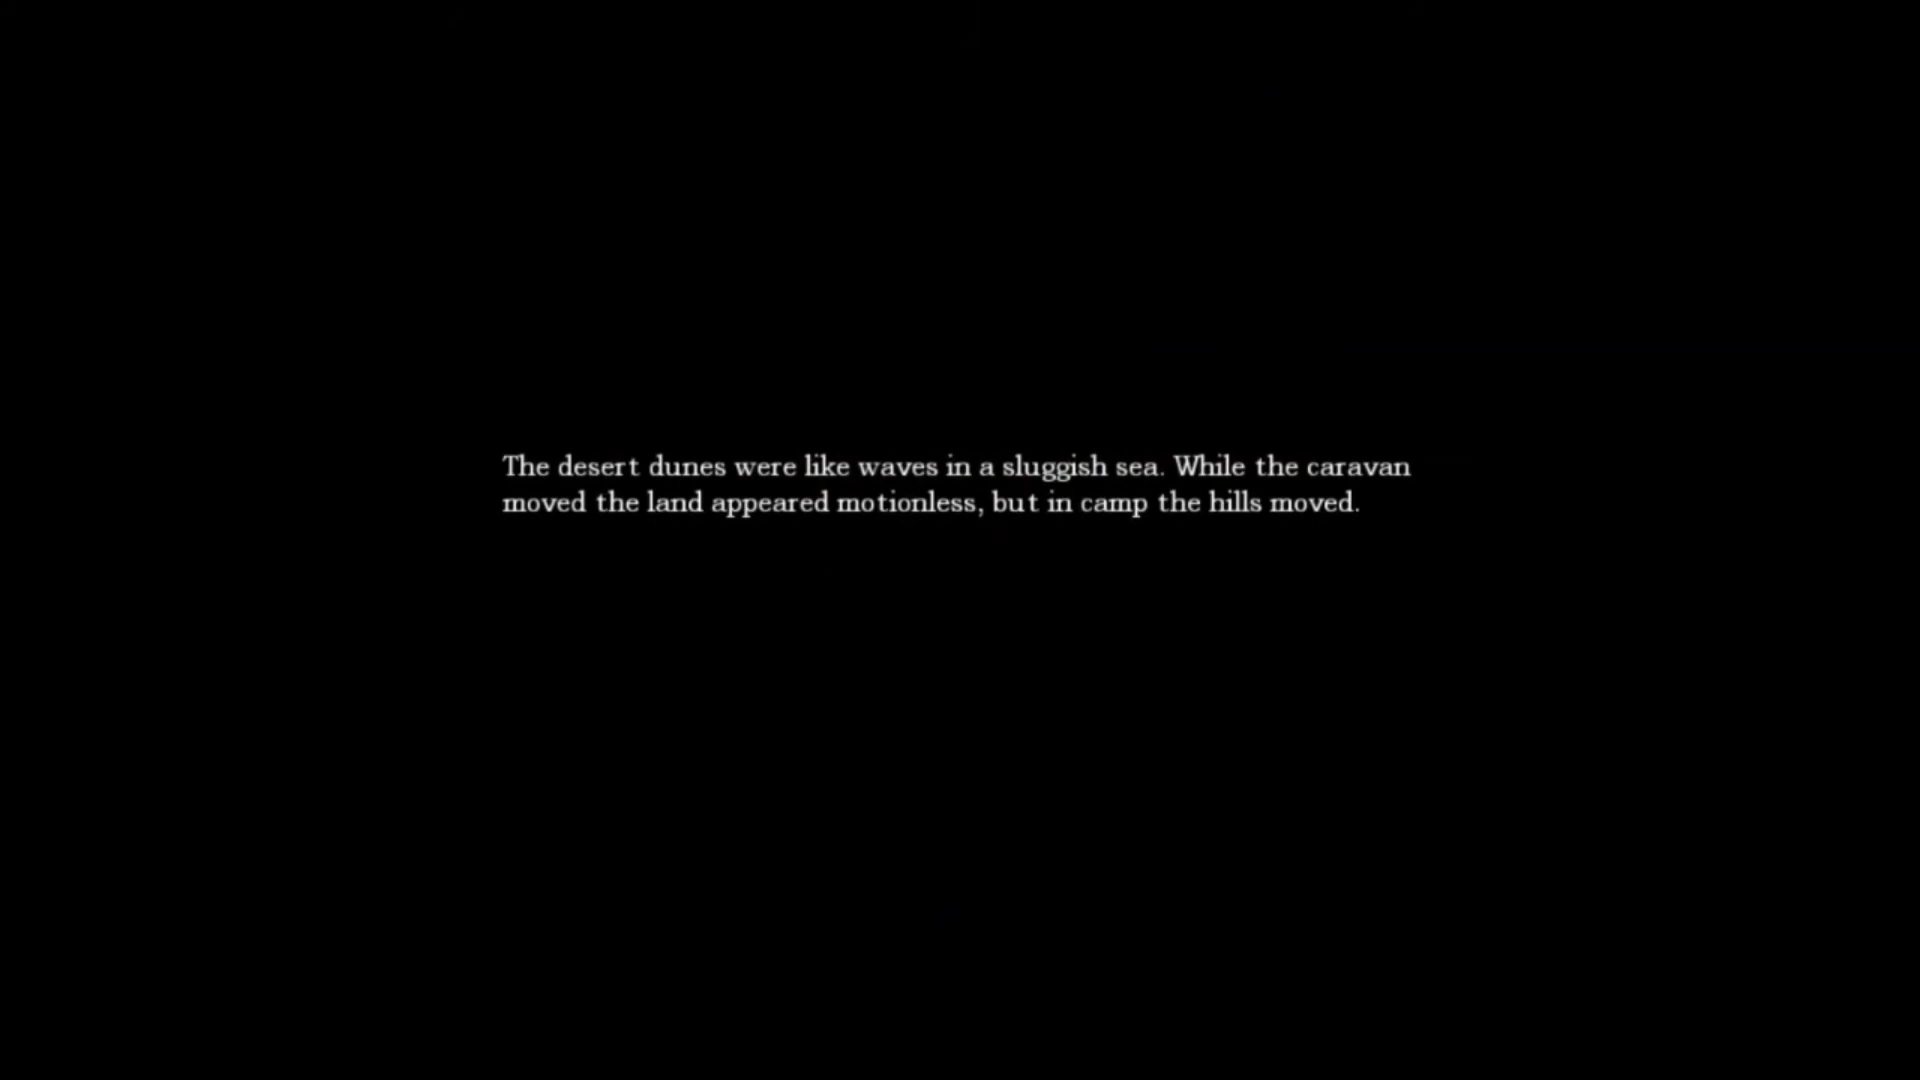 The desert dunes were like waves in a sluggish sea. While the caravan
moved the land appeared motionless, but in camp the hills moved.